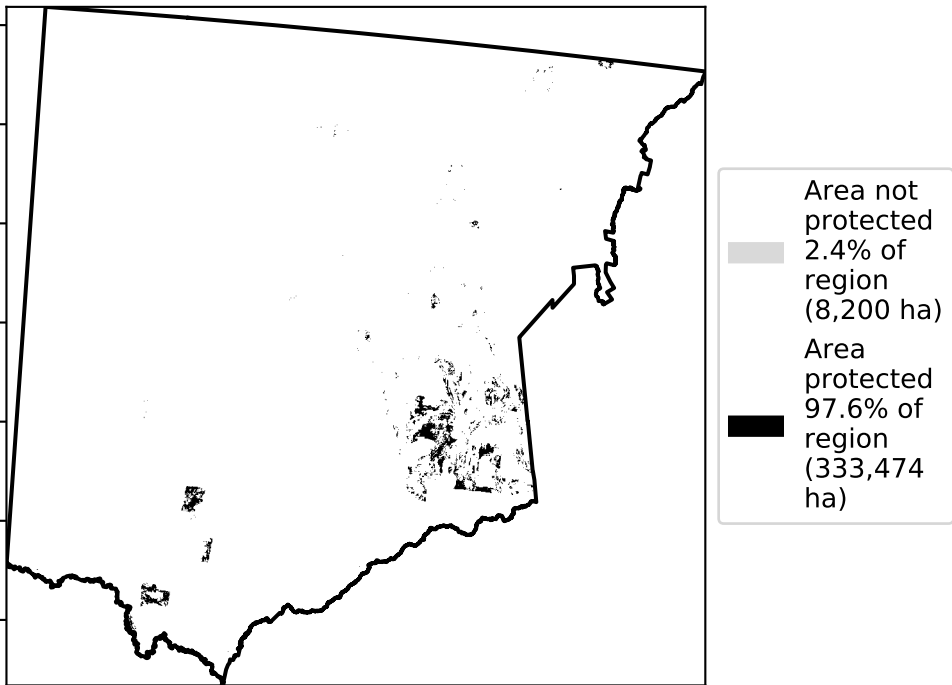 Area not
protected
2.4% of
region
(8,200 ha)
Area
protected
97.6% of
region
(333,474
ha)